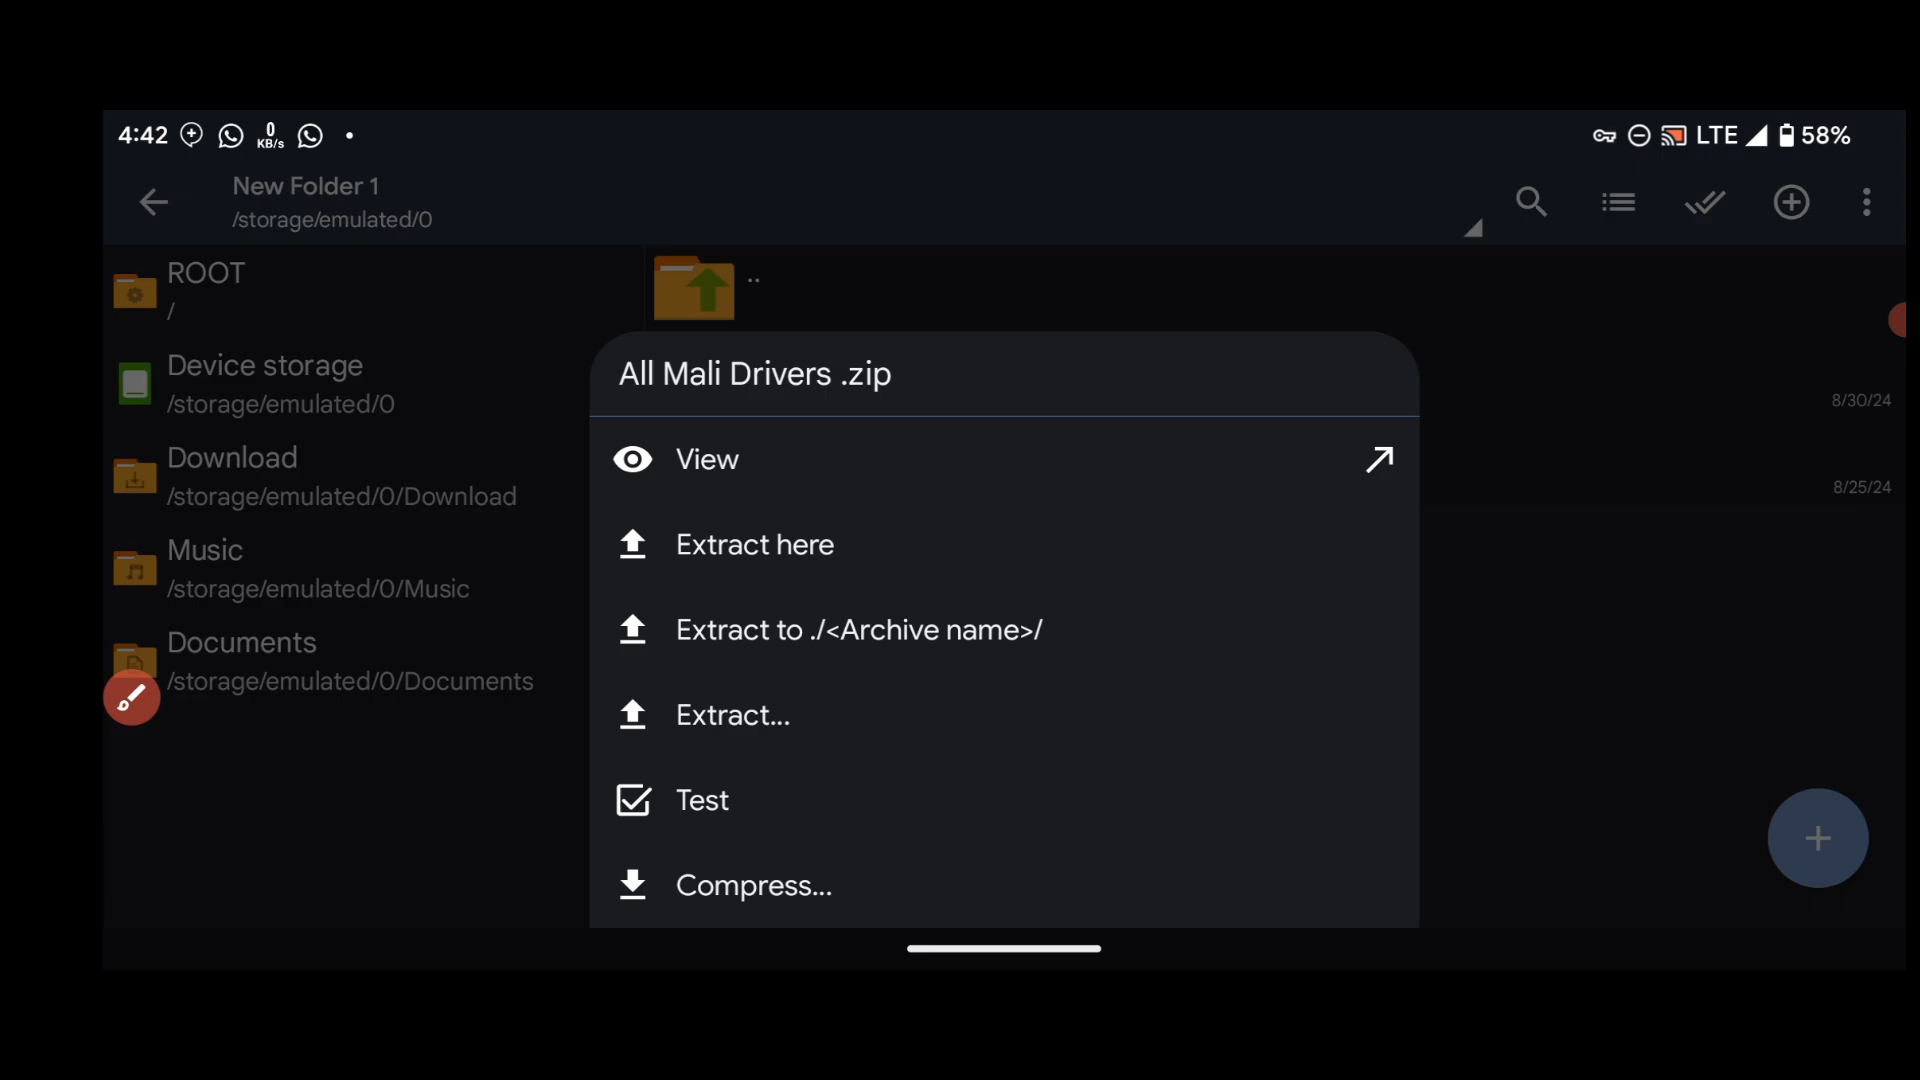 4:42 0 KB/s LTE 58%
New Folder 1
/storage/emulated/0
ROOT
/
Device storage
/storage/emulated/0
Download
/storage/emulated/0/Download
Music
/storage/emulated/0/Music
Documents
/storage/emulated/0/Documents
..
8/30/24
8/25/24
All Mali Drivers .zip
View
Extract here
Extract to ./<Archive name>/
Extract...
Test
Compress...